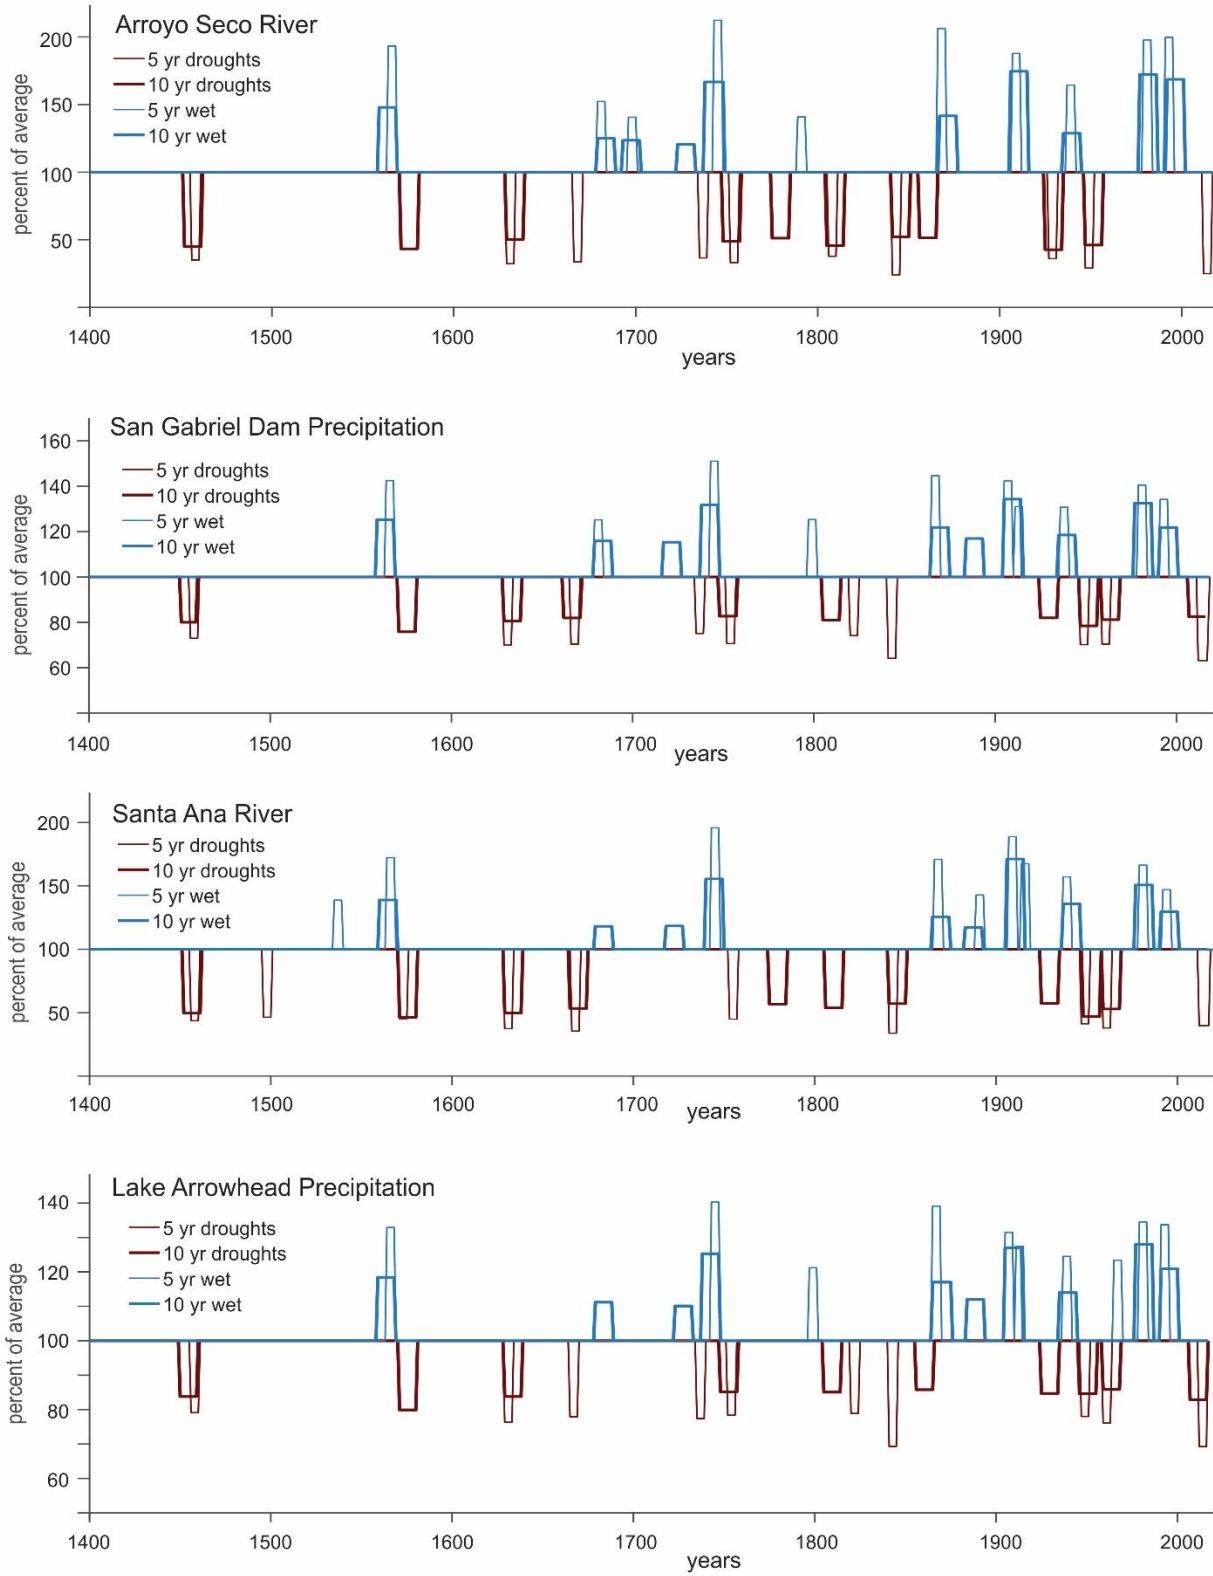 Arroyo Seco River
5 yr droughts
10 yr droughts
5 yr wet
10 yr wet
percent of average
200
150
100
50
1400 1500 1600 1700 1800 1900 2000
years
San Gabriel Dam Precipitation
5 yr droughts
10 yr droughts
5 yr wet
10 yr wet
percent of average
160
140
120
100
80
60
1400 1500 1600 1700 1800 1900 2000
years
Santa Ana River
5 yr droughts
10 yr droughts
5 yr wet
10 yr wet
percent of average
200
150
100
50
1400 1500 1600 1700 1800 1900 2000
years
Lake Arrowhead Precipitation
5 yr droughts
10 yr droughts
5 yr wet
10 yr wet
percent of average
140
120
100
80
60
1400 1500 1600 1700 1800 1900 2000
years